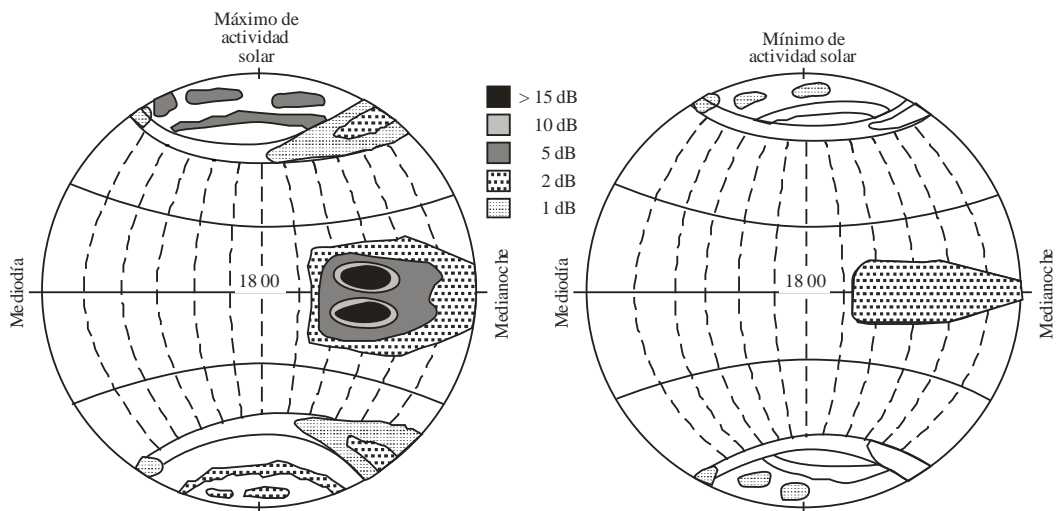 Máximo de
actividad
solar
Mediodía
18 00
Medianoche
> 15 dB
10 dB
5 dB
2 dB
1 dB
Mínimo de
actividad solar
Mediodía
18 00
Medianoche